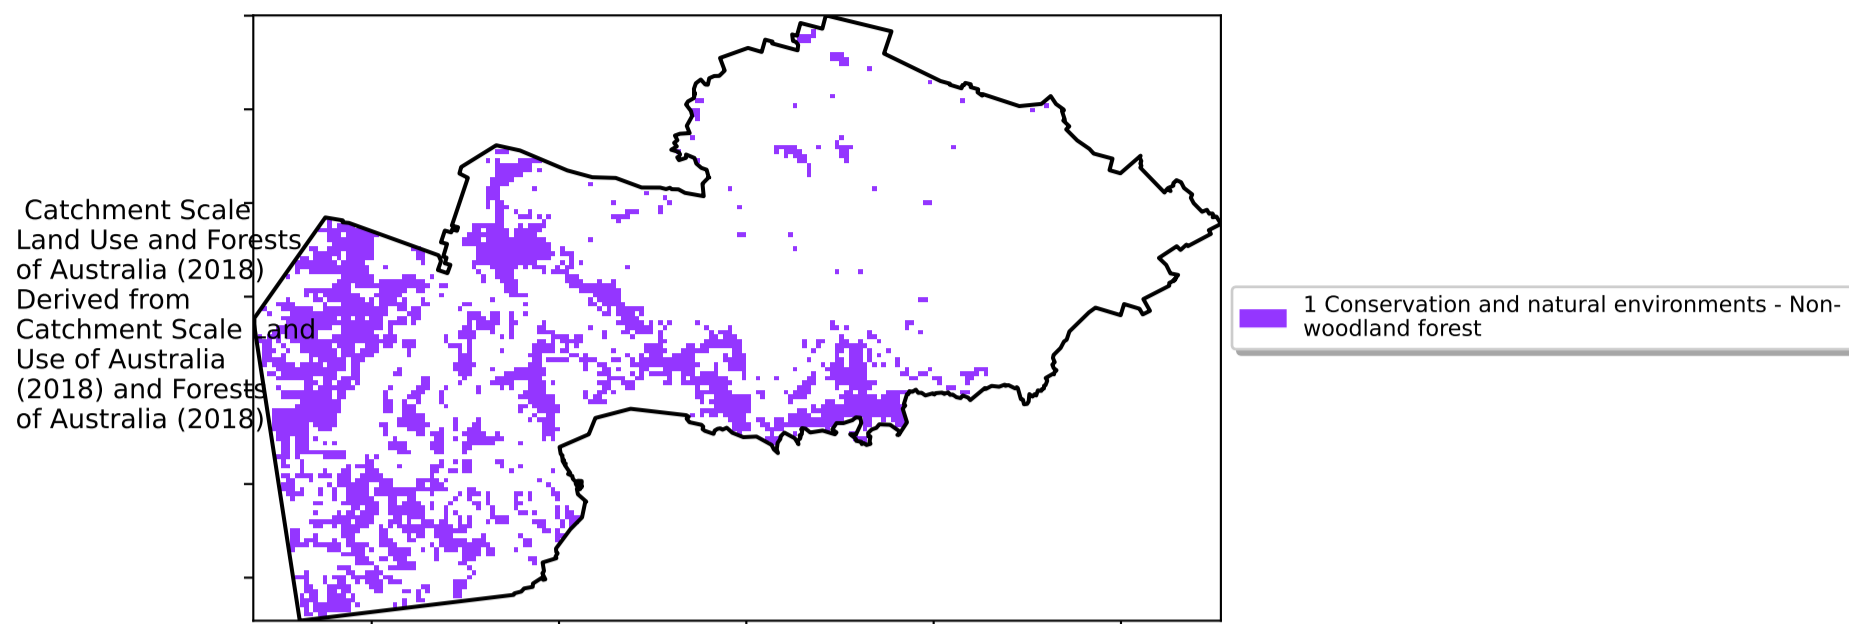 Catchment Scale
Land Use and Forests
of Australia (2018)
Derived from
Catchment Scale Land
Use of Australia
(2018) and Forests
of Australia (2018)
1 Conservation and natural environments - Non-
woodland forest